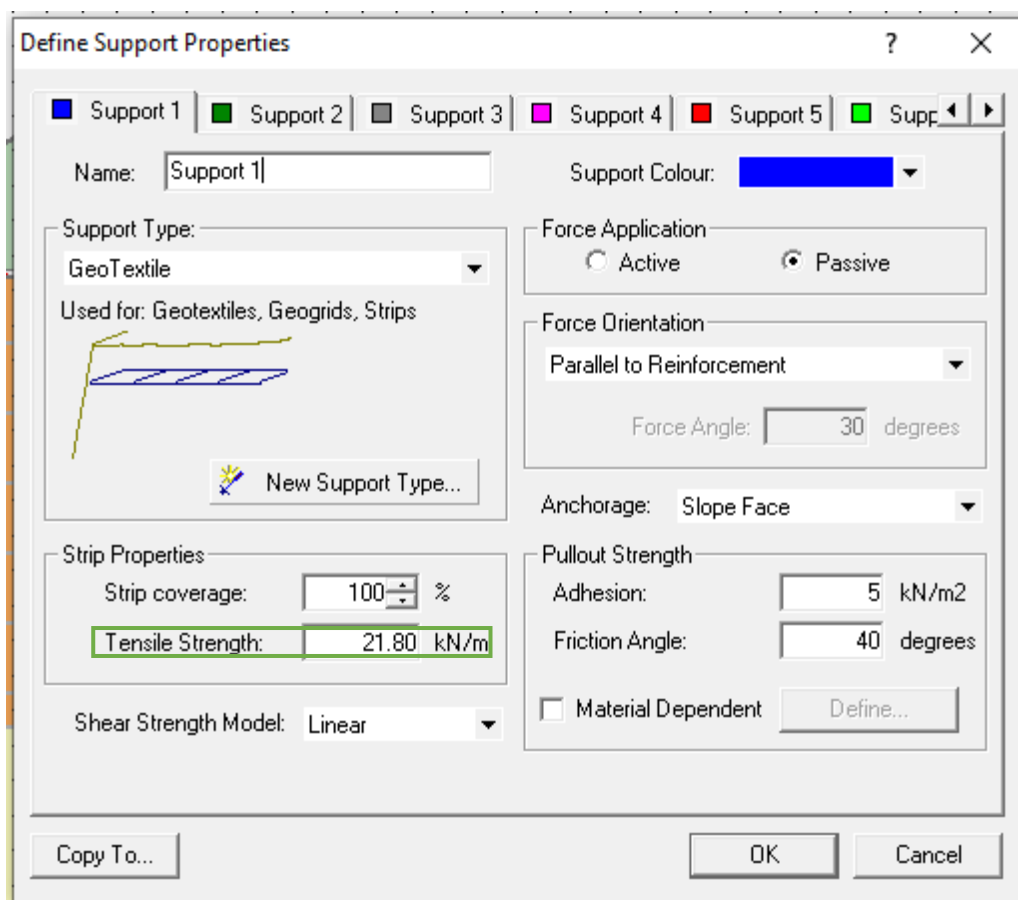 Define Support Properties ? 
Support 1 Support 2 Support 3 Support 4 Support 5 Supp
Name: Support 1 Support Colour:
Support Type:
GeoTextile
Used for: Geotextiles, Geogrids, Strips
New Support Type...
Force Application
Active Passive
Force Orientation
Parallel to Reinforcement
Force Angle: 30 degrees
Anchorage: Slope Face
Strip Properties
Strip coverage: 100 %
Tensile Strength: 21.80 kN/m
Shear Strength Model: Linear
Pullout Strength
Adhesion: 5 kN/m2
Friction Angle: 40 degrees
Material Dependent Define...
Copy To... OK Cancel